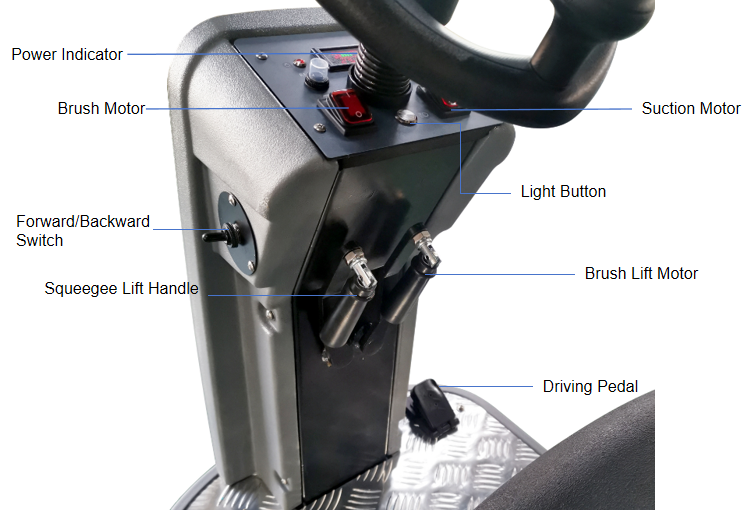 Power Indicator
Brush Motor
Suction Motor
Light Button
Forward/Backward
Switch
Squeegee Lift Handle
Brush Lift Motor
Driving Pedal